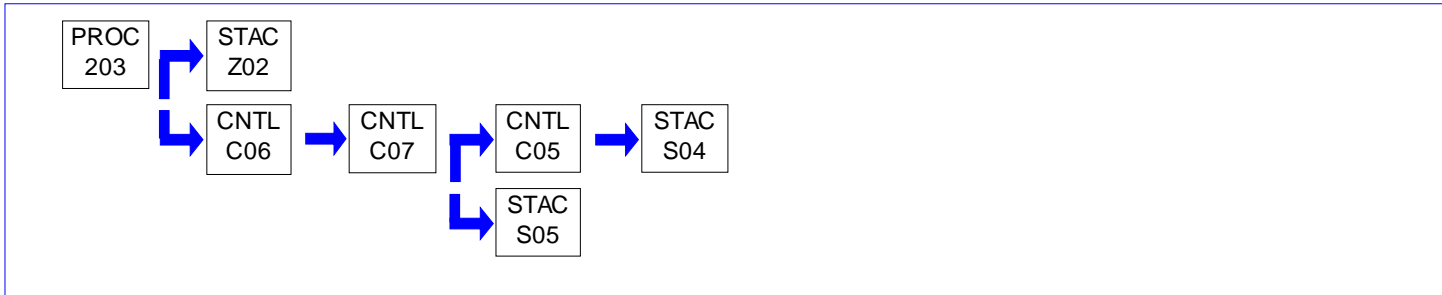 PROC
203
STAC
Z02
CNTL
C06
CNTL
C07
CNTL
C05
STAC
S04
STAC
S05